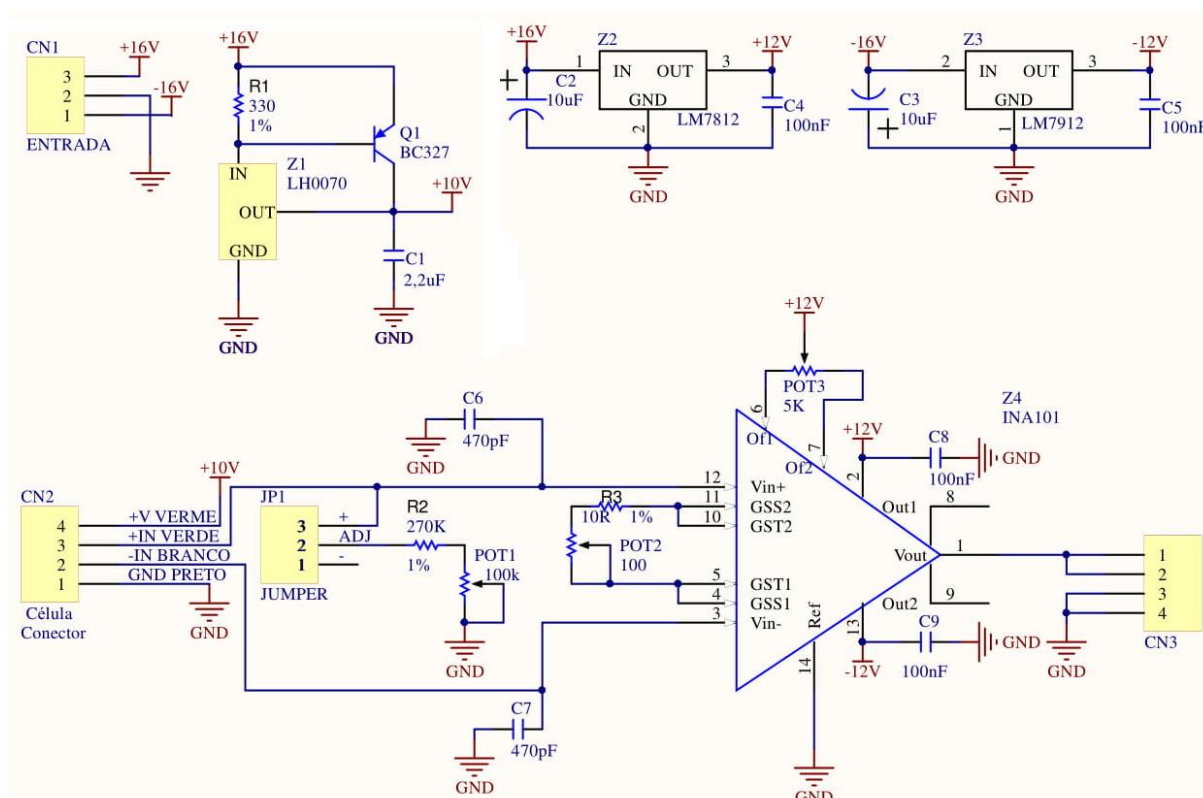 CN1
+16V
-16V
3
2
1
ENTRADA
+16V
R1
330
1%
Q1
BC327
Z1
LH0070
IN
OUT
GND
+10V
C1
2,2uF
GND
GND
+16V
C2
10uF
Z2
1
IN
OUT
3
GND
2
LM7812
+12V
C4
100nF
GND
-16V
C3
10uF
Z3
2
IN
OUT
3
GND
1
LM7912
-12V
C5
100nF
GND
+12V
POT3
5K
Z4
INA101
C6
470pF
GND
6
Of1
7
Of2
+12V
2
C8
100nF
GND
+10V
CN2
4
3
2
1
+V VERME
+IN VERDE
-IN BRANCO
GND PRETO
Célula
Conector
GND
JP1
3
2
1
+
ADJ
-
JUMPER
R2
270K
1%
POT1
100k
GND
R3
10R
1%
POT2
100
12
Vin+
11
GSS2
10
GST2
5
GST1
4
GSS1
3
Vin-
Out1
8
Vout
1
Out2
9
Ref
14
13
-12V
C9
100nF
GND
1
2
3
4
CN3
GND
C7
470pF
GND
GND